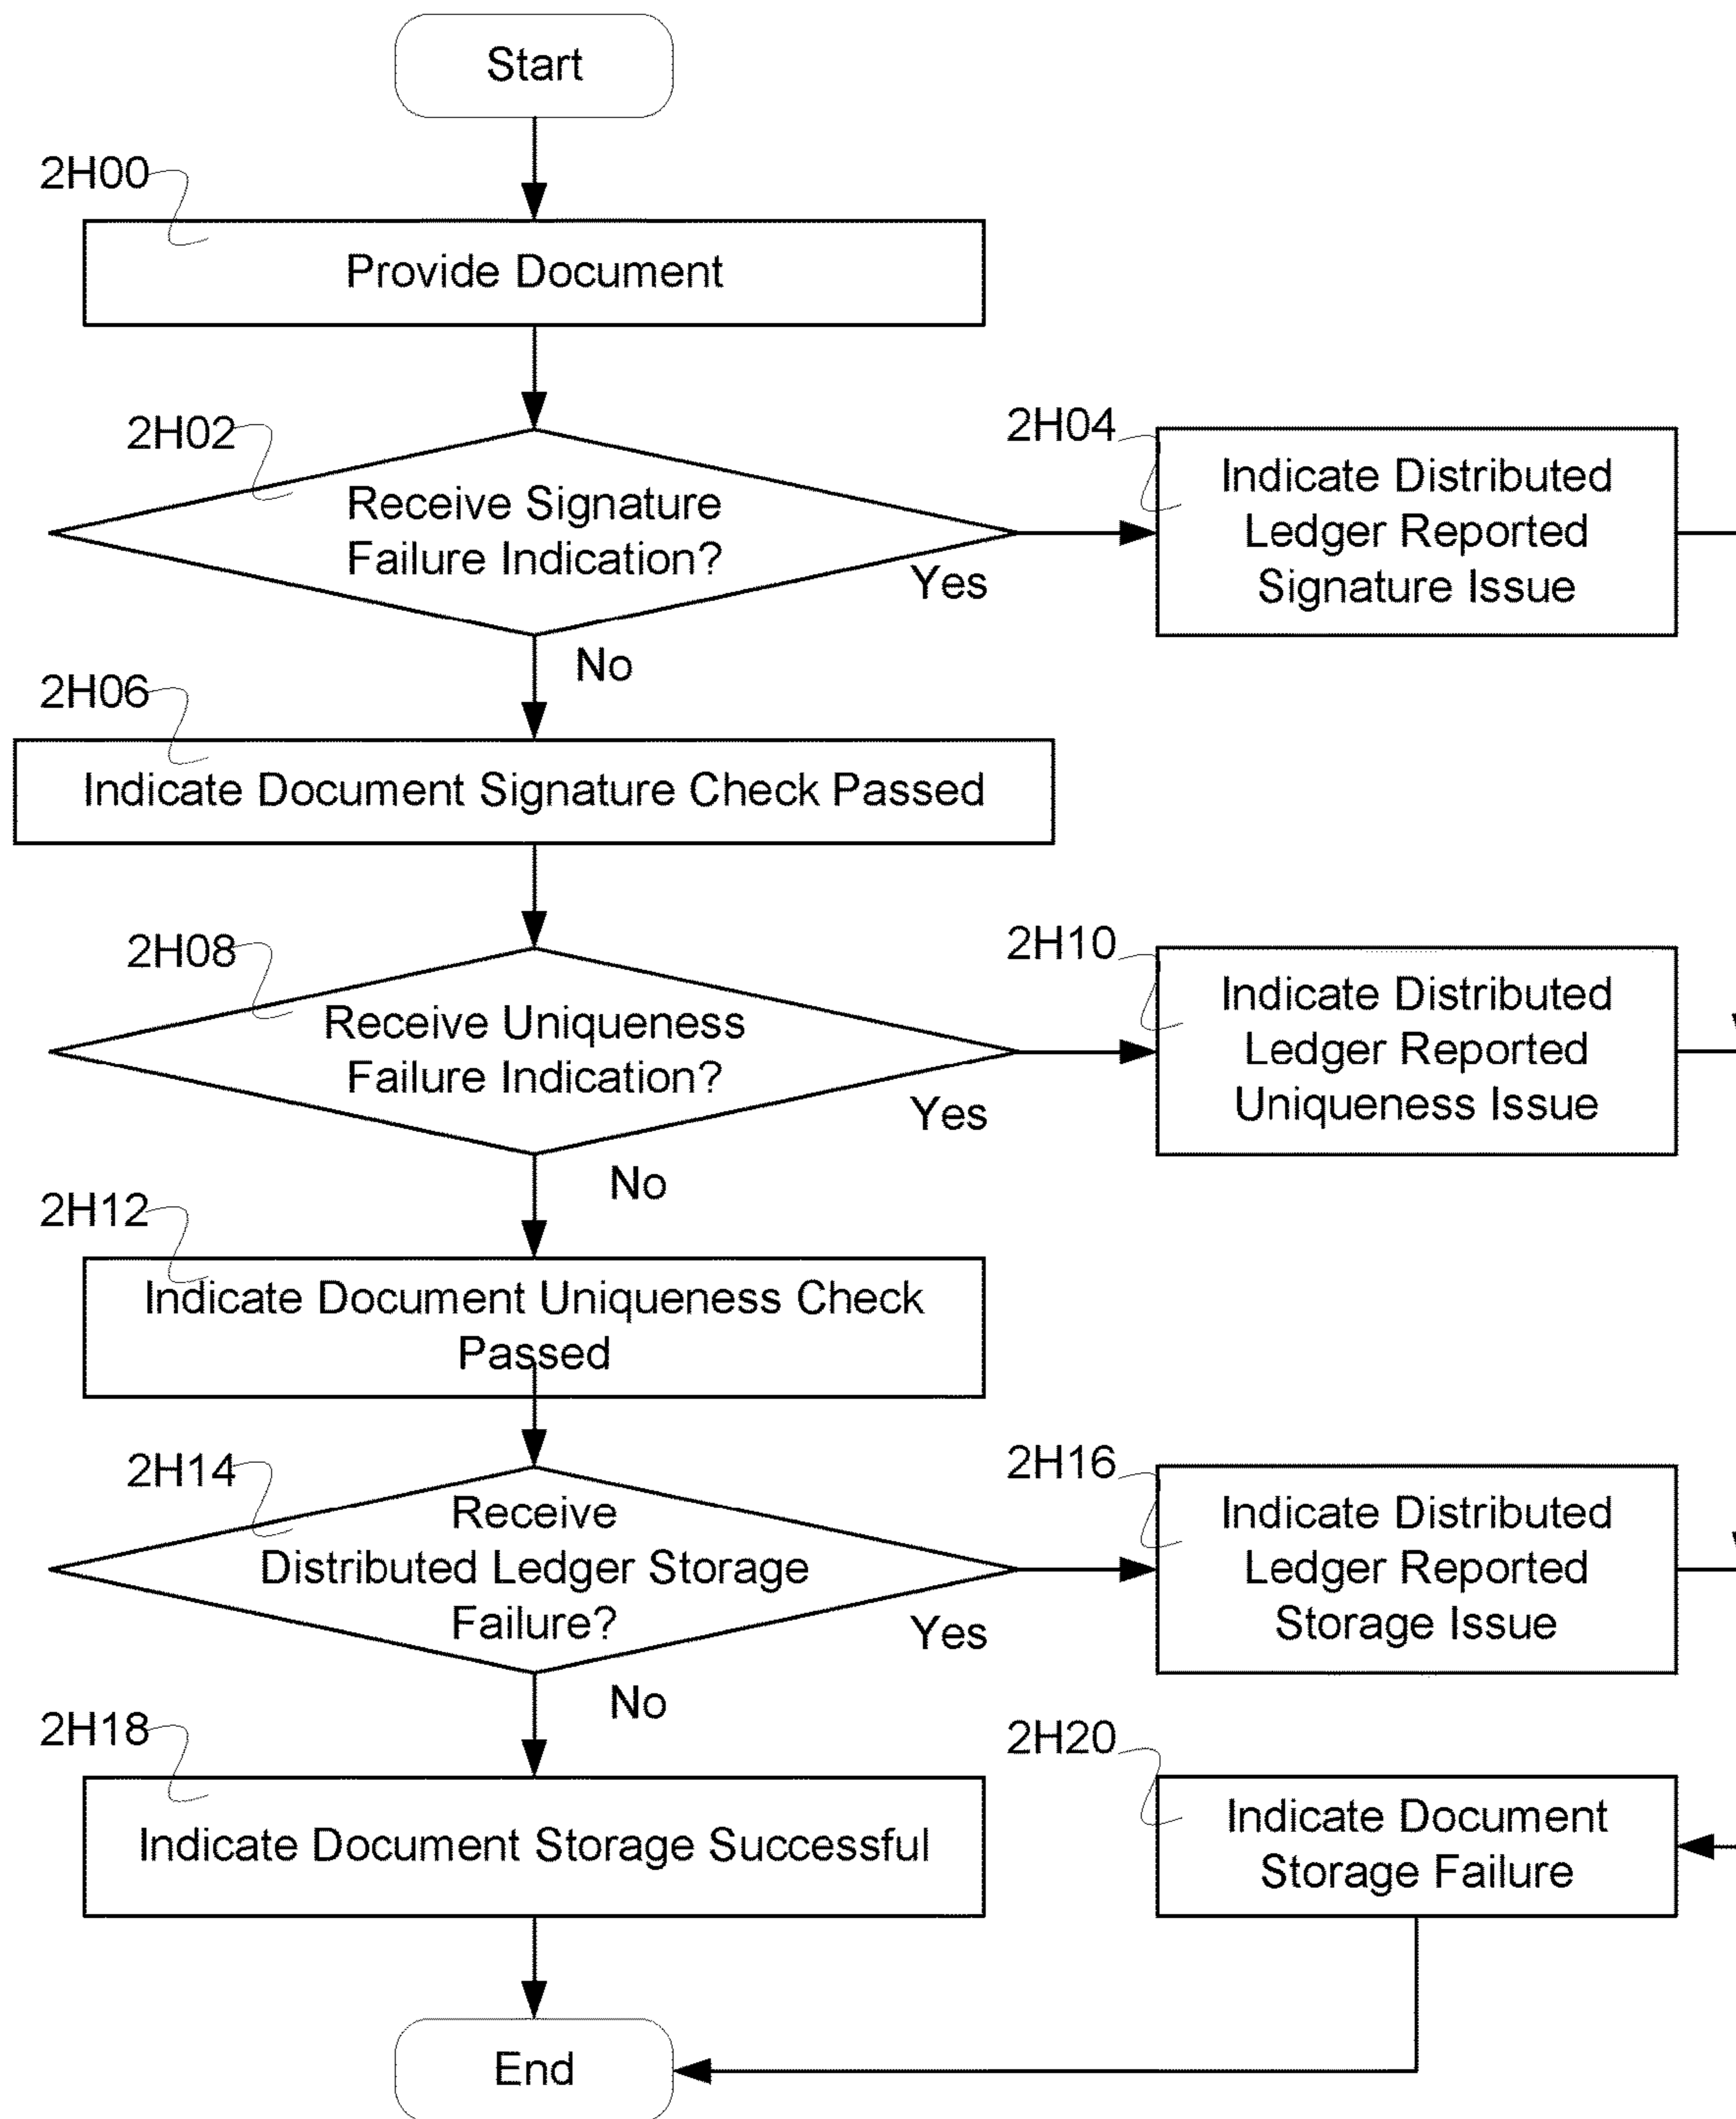 Start
2H00
Provide Document
2H02
Receive Signature
Failure Indication?
Yes
No
2H04
Indicate Distributed
Ledger Reported
Signature Issue
2H06
Indicate Document Signature Check Passed
2H08
Receive Uniqueness
Failure Indication?
Yes
No
2H10
Indicate Distributed
Ledger Reported
Uniqueness Issue
2H12
Indicate Document Uniqueness Check
Passed
2H14
Receive
Distributed Ledger Storage
Failure?
Yes
No
2H16
Indicate Distributed
Ledger Reported
Storage Issue
2H18
Indicate Document Storage Successful
2H20
Indicate Document
Storage Failure
End